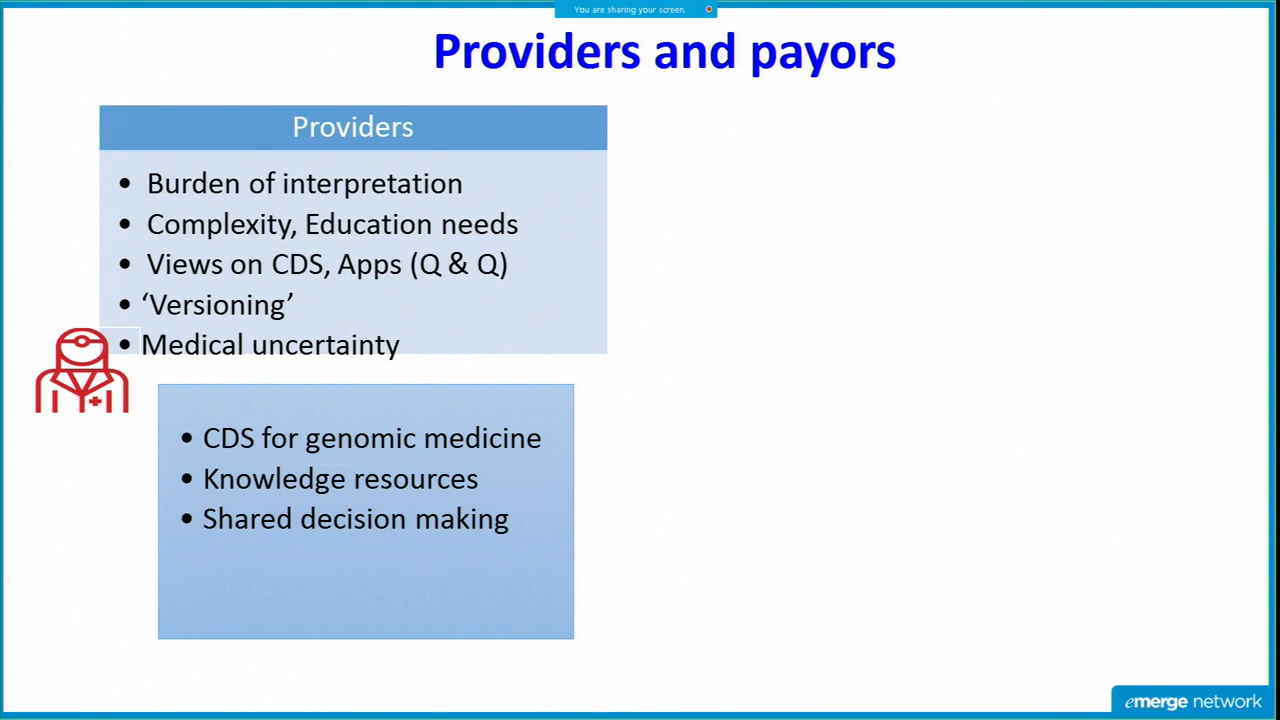 You are sharing your screen.
Providers and payors
Providers
• Burden of interpretation
• Complexity, Education needs
• Views on CDS, Apps (Q & Q)
• ‘Versioning’
• Medical uncertainty
• CDS for genomic medicine
• Knowledge resources
• Shared decision making
emerge network